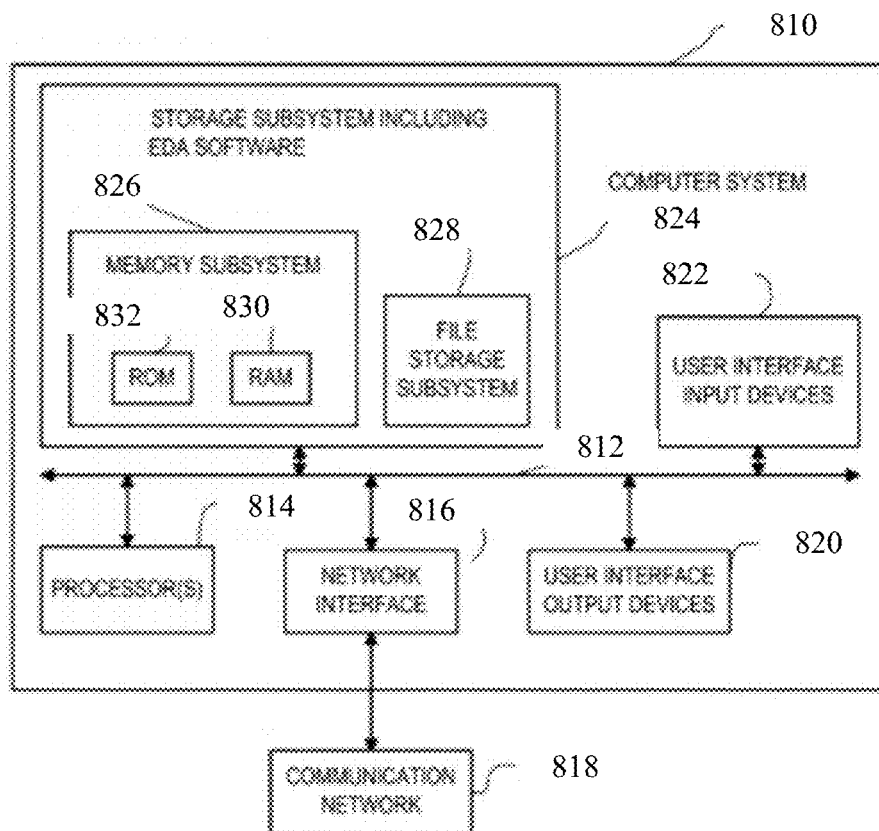 810
STORAGE SUBSYSTEM INCLUDING
EDA SOFTWARE
826
COMPUTER SYSTEM
828
824
MEMORY SUBSYSTEM
822
832
830
FILE
STORAGE
SUBSYSTEM
ROM
RAM
USER INTERFACE
INPUT DEVICES
812
814
816
820
PROCESSOR(S)
NETWORK
INTERFACE
USER INTERFACE
OUTPUT DEVICES
COMMUNICATION
NETWORK
818